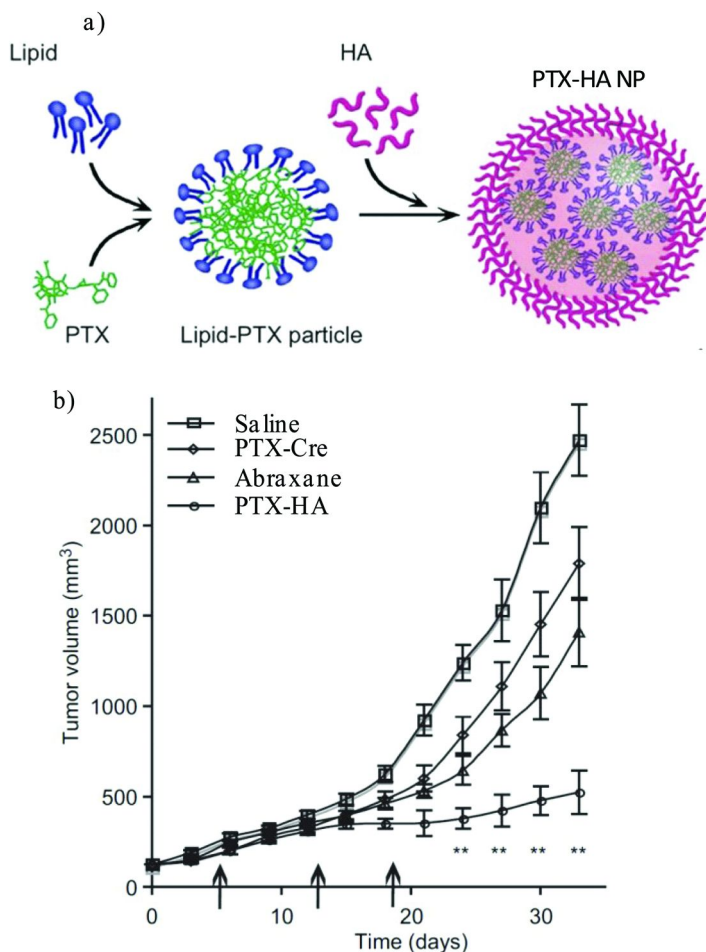 a)
Lipid
HA
PTX-HA NP
PTX
Lipid-PTX particle
b)
Saline
PTX-Cre
Abraxane
PTX-HA
2500
2000
1500
1000
500
0
Tumor volume (mm³)
** ** ** **
0 10 20 30
Time (days)